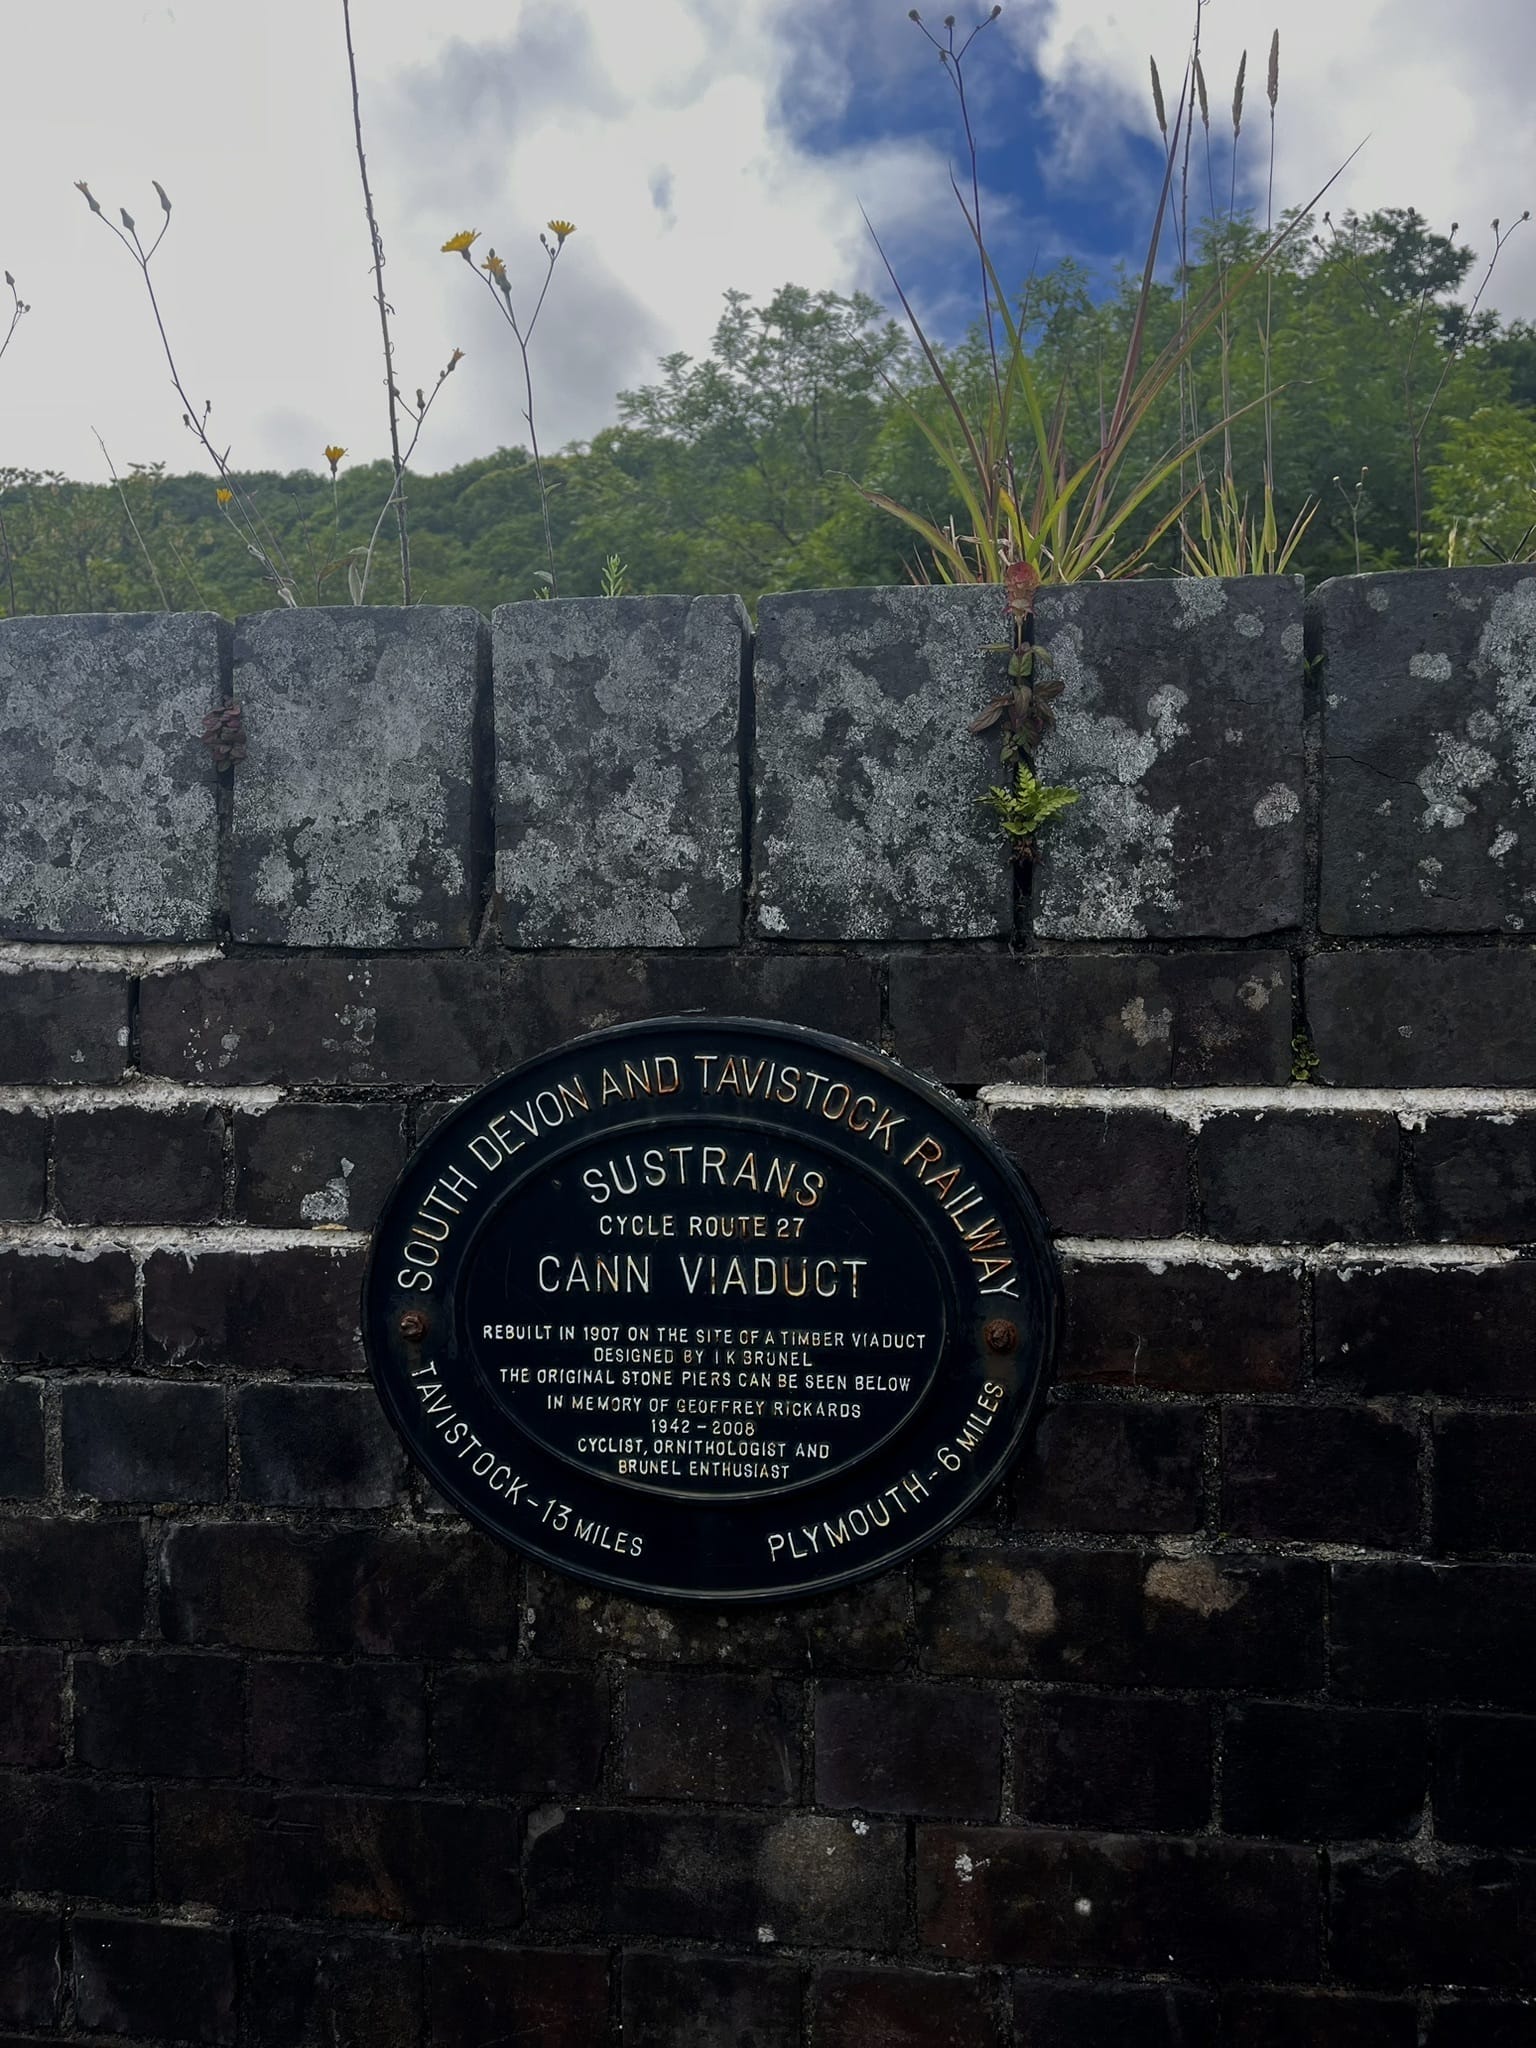 SOUTH DEVON AND TAVISTOCK RAILWAY
SUSTRANS
CYCLE ROUTE 27
CANN VIADUCT
REBUILT IN 1907 ON THE SITE OF A TIMBER VIADUCT
DESIGNED BY I K BRUNEL
THE ORIGINAL STONE PIERS CAN BE SEEN BELOW
IN MEMORY OF GEOFFREY RICKARDS
1942 - 2008
CYCLIST, ORNITHOLOGIST AND
BRUNEL ENTHUSIAST
TAVISTOCK - 13 MILES
PLYMOUTH - 6 MILES